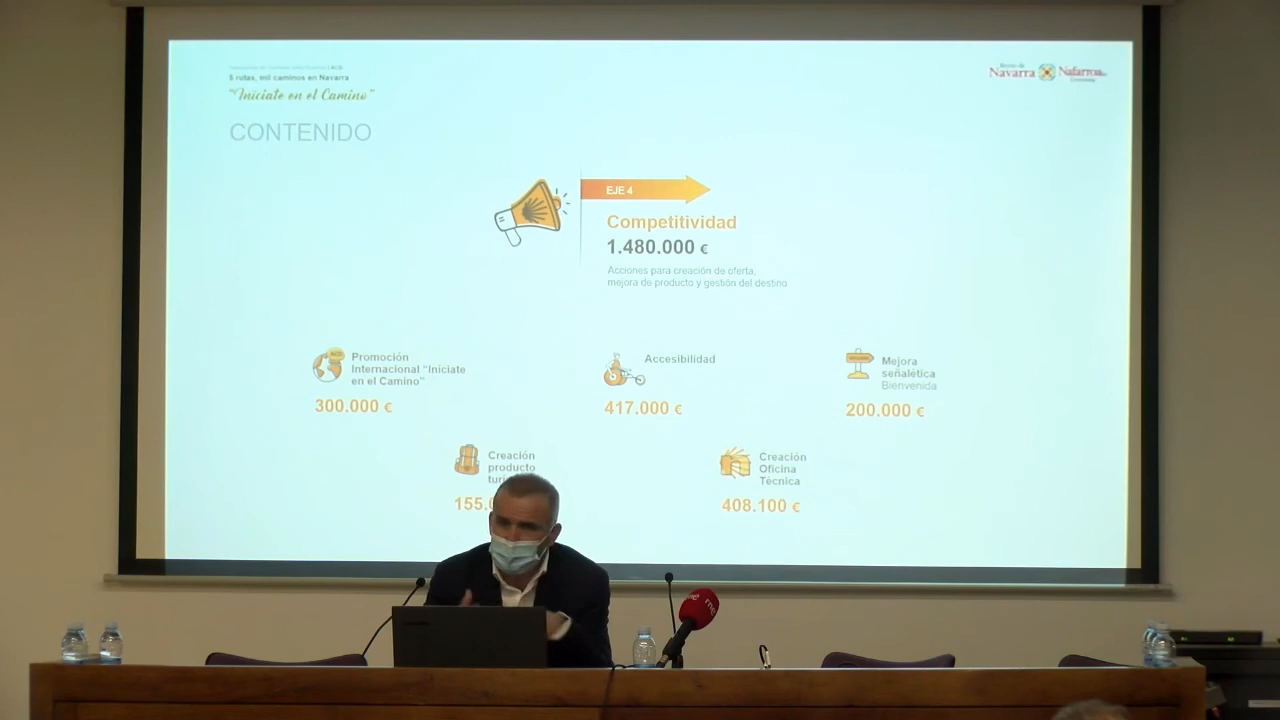 5 rutas, mil caminos en Navarra
"Iníciate en el Camino"
Reino de
Navarra
Nafarroa
CONTENIDO
EJE 4
Competitividad
1.480.000 €
Acciones para creación de oferta,
mejora de producto y gestión del destino
Promoción
Internacional "Iníciate
en el Camino"
300.000 €
Accesibilidad
417.000 €
Mejora
señalética
Bienvenida
200.000 €
Creación
producto
155.
Creación
Oficina
Técnica
408.100 €
rne